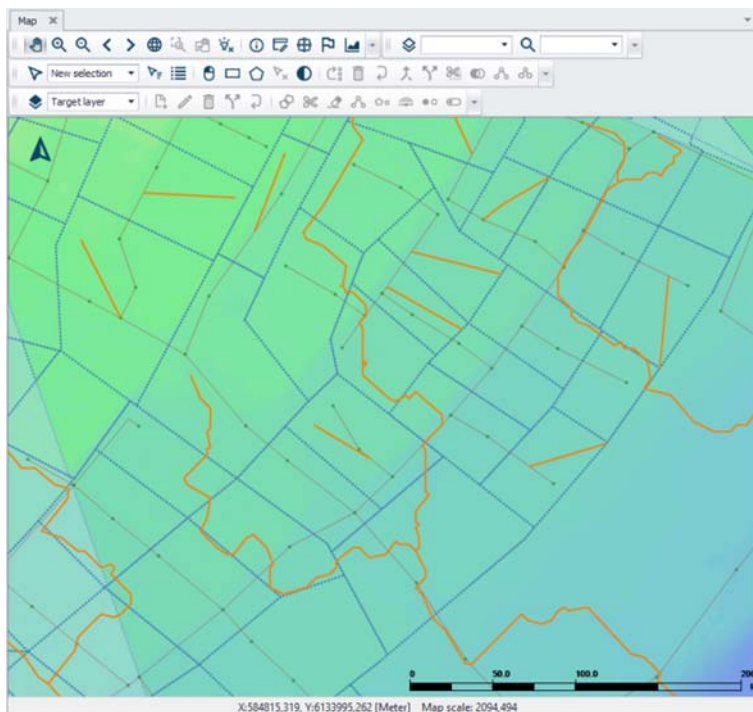 Map
New selection
Target layer
0 50.0 100.0 200
X:584815,319, Y:6133995,262 [Meter] Map scale: 2094,494